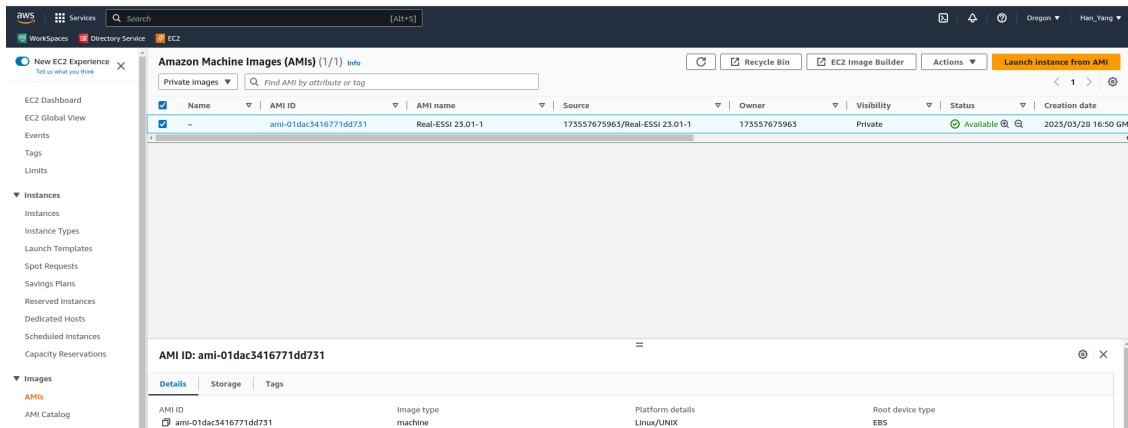 aws Services Search [Alt+S] Oregon Han_Yang
WorkSpaces Directory Service EC2
New EC2 Experience
Tell us what you think
EC2 Dashboard
EC2 Global View
Events
Tags
Limits
Instances
Instances
Instance Types
Launch Templates
Spot Requests
Savings Plans
Reserved Instances
Dedicated Hosts
Scheduled Instances
Capacity Reservations
Images
AMIs
AMI Catalog
Amazon Machine Images (AMIs) (1/1) Info Recycle Bin EC2 Image Builder Actions Launch instance from AMI
Private images Find AMI by attribute or tag 1
Name AMI ID AMI name Source Owner Visibility Status Creation date
– ami-01dac3416771dd731 Real-ESSI 23.01-1 173557675963/Real-ESSI 23.01-1 173557675963 Private Available 2023/03/28 16:50 GM
AMI ID: ami-01dac3416771dd731
Details Storage Tags
AMI ID Image type Platform details Root device type
ami-01dac3416771dd731 machine Linux/UNIX EBS